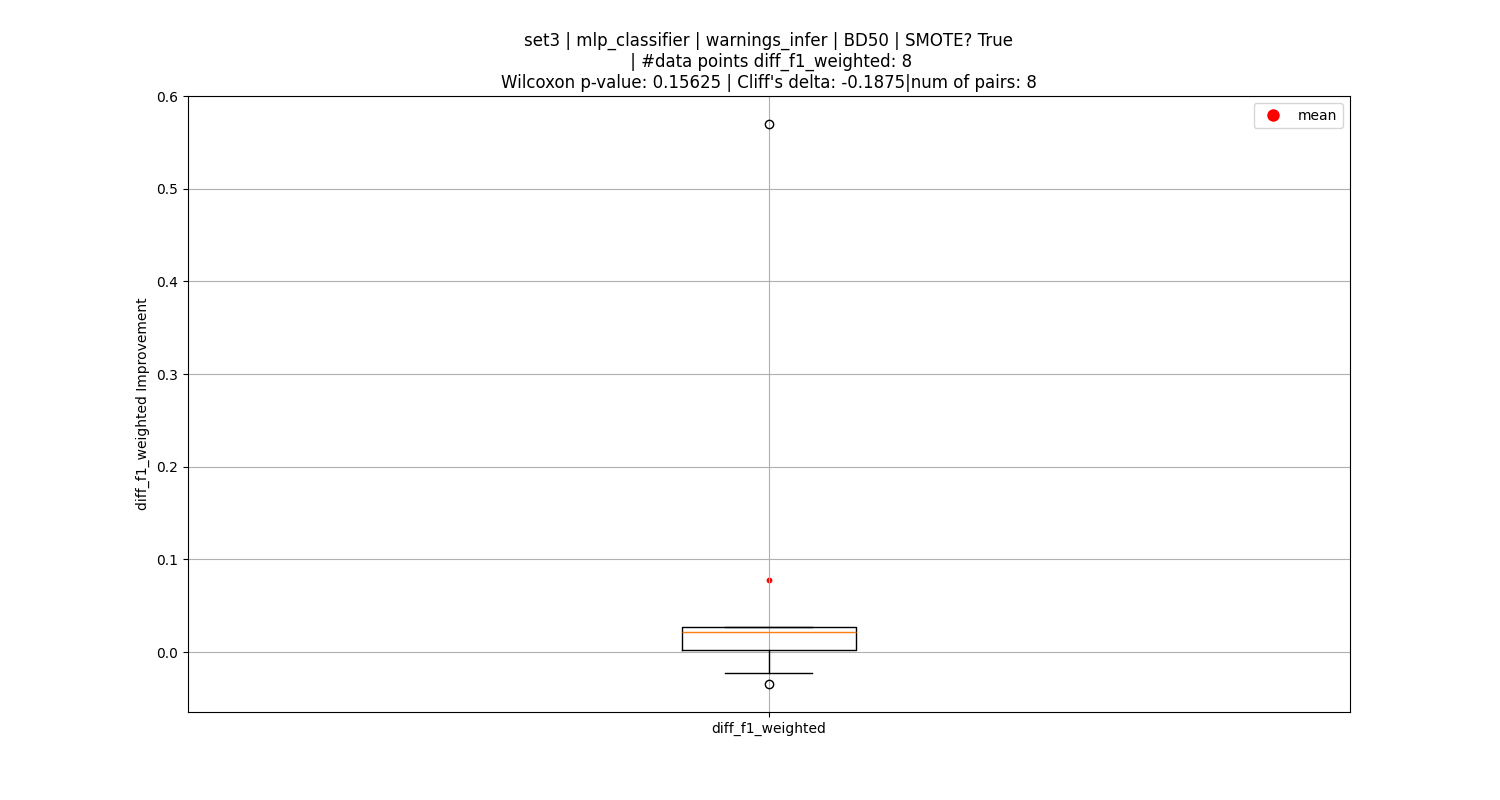 set3 | mlp_classifier | warnings_infer | BD50 | SMOTE? True
| #data points diff_f1_weighted: 8
Wilcoxon p-value: 0.15625 | Cliff's delta: -0.1875|num of pairs: 8
mean
0.6
0.5
0.4
0.3
0.2
0.1
0.0
diff_f1_weighted Improvement
diff_f1_weighted